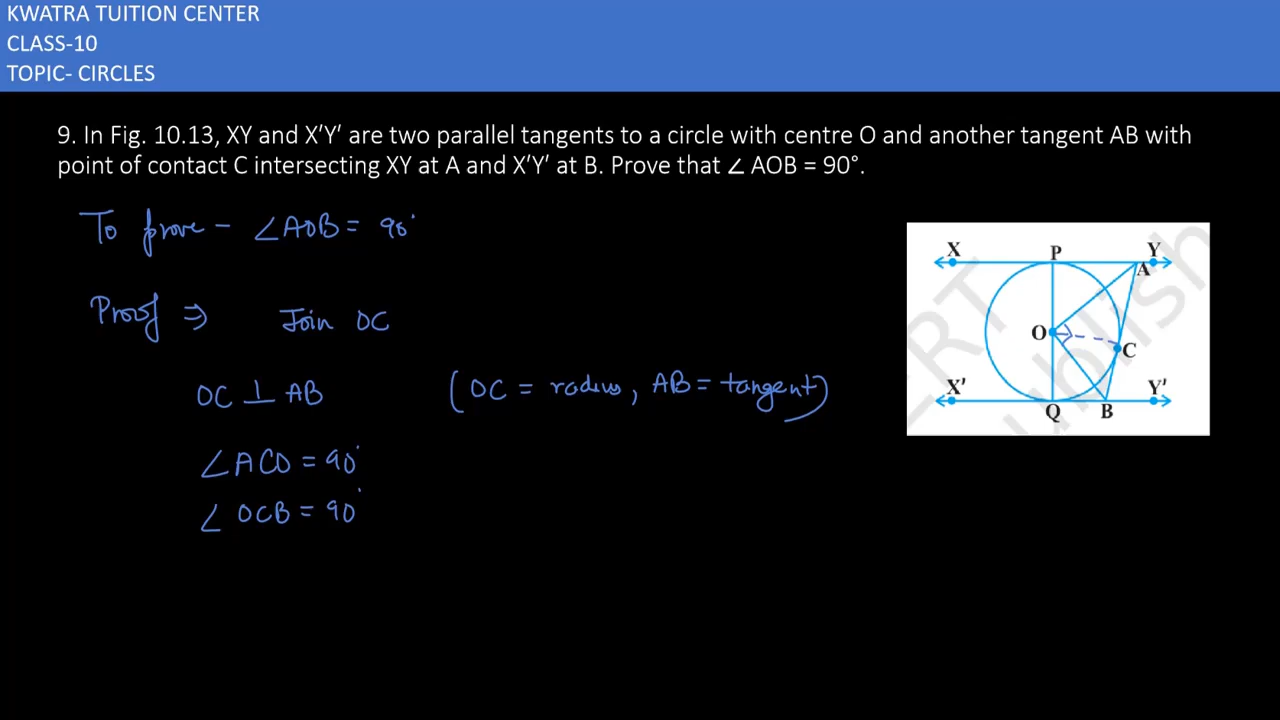 KWATRA TUITION CENTER
CLASS-10
TOPIC- CIRCLES
9. In Fig. 10.13, XY and X′Y′ are two parallel tangents to a circle with centre O and another tangent AB with
point of contact C intersecting XY at A and X′Y′ at B. Prove that ∠ AOB = 90°.
To prove - ∠AOB = 90°
Proof ⇒ Join OC
OC ⊥ AB (OC = radius, AB = tangent)
∠ACO = 90°
∠ OCB = 90°
X P Y
A
O
C
X' Y'
Q B